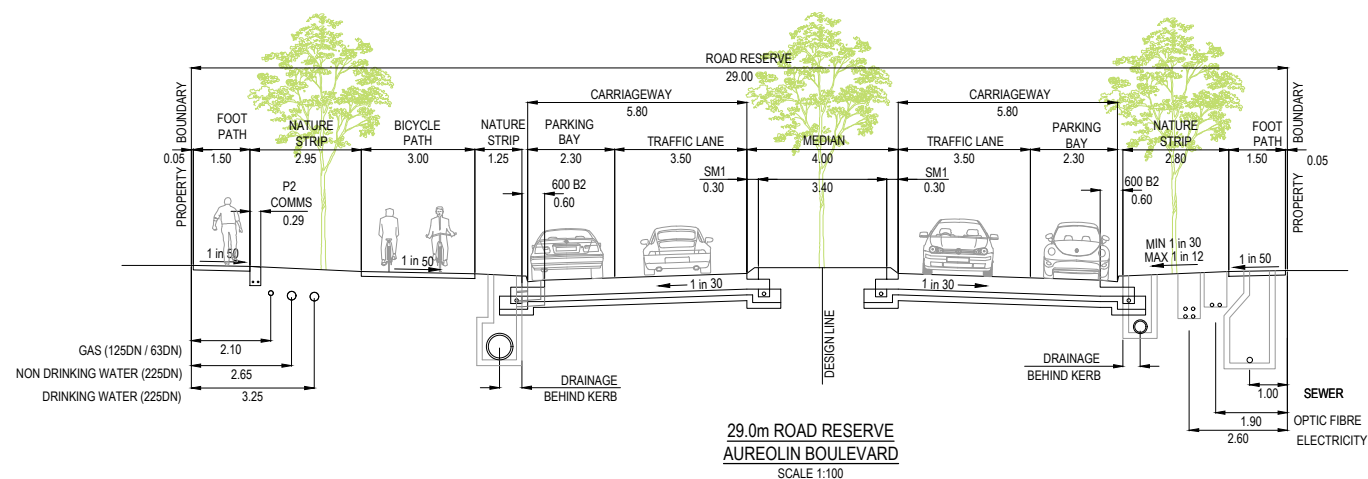 ROAD RESERVE
29.00
CARRIAGEWAY
5.80
CARRIAGEWAY
5.80
PROPERTY BOUNDARY
0.05
FOOT
PATH
1.50
NATURE
STRIP
2.95
BICYCLE
PATH
3.00
NATURE
STRIP
1.25
PARKING
BAY
2.30
TRAFFIC LANE
3.50
MEDIAN
4.00
TRAFFIC LANE
3.50
PARKING
BAY
2.30
NATURE
STRIP
2.80
FOOT
PATH
1.50
PROPERTY BOUNDARY
0.05
P2
COMMS
0.29
600 B2
0.60
SM1
0.30
3.40
SM1
0.30
600 B2
0.60
1 in 50
1 in 50
1 in 30
1 in 30
MIN 1 in 30
MAX 1 in 12
1 in 50
GAS (125DN / 63DN)
2.10
NON DRINKING WATER (225DN)
2.65
DRINKING WATER (225DN)
3.25
DRAINAGE
BEHIND KERB
DESIGN LINE
DRAINAGE
BEHIND KERB
1.00
SEWER
1.90
OPTIC FIBRE
2.60
ELECTRICITY
29.0m ROAD RESERVE
AUREOLIN BOULEVARD
SCALE 1:100